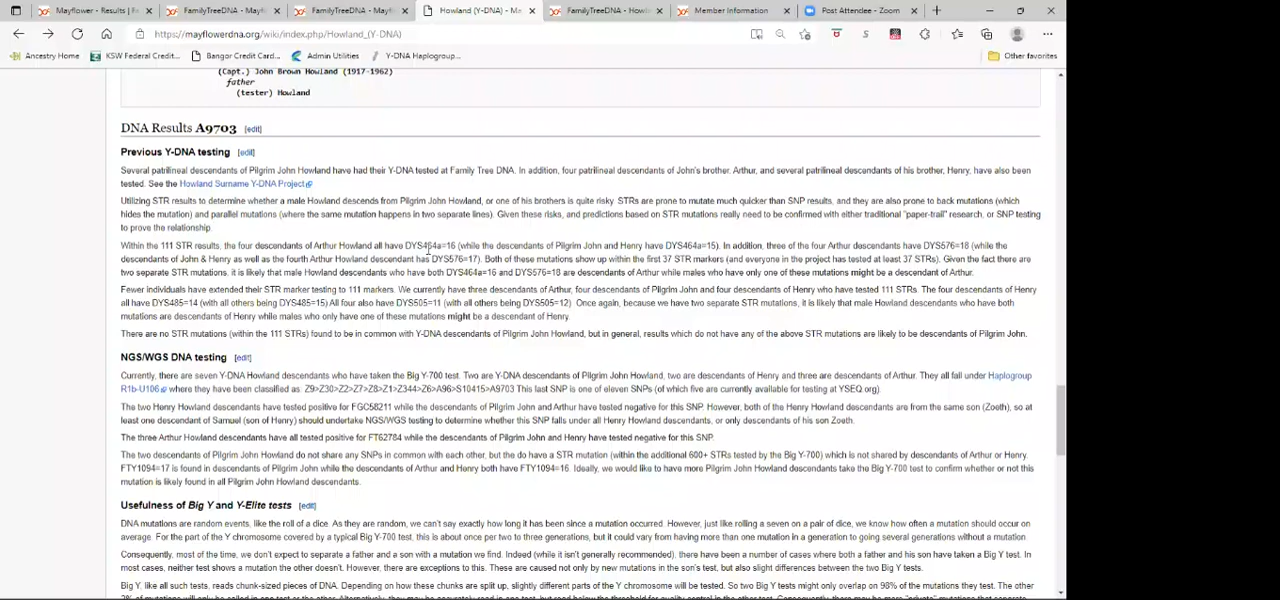 Mayflower - Results | F
FamilyTreeDNA - Mayf
FamilyTreeDNA - Mayf
Howland (Y-DNA) - Ma
FamilyTreeDNA - Howl
Member Information
Post Attendee - Zoom
https://mayflowerdna.org/wiki/index.php/Howland_(Y-DNA)
Ancestry Home
KSW Federal Credit...
Bangor Credit Card...
Admin Utilities
Y-DNA Haplogroup...
Other favorites
(Capt.) John Brown Howland (1917-1962)
father
(tester) Howland
DNA Results A9703 [edit]
Previous Y-DNA testing [edit]
Several patrilineal descendants of Pilgrim John Howland have had their Y-DNA tested at Family Tree DNA. In addition, four patrilineal descendants of John's brother, Arthur, and several patrilineal descendants of his brother, Henry, have also been
tested. See the Howland Surname Y-DNA Project
Utilizing STR results to determine whether a male Howland descends from Pilgrim John Howland, or one of his brothers is quite risky. STRs are prone to mutate much quicker than SNP results, and they are also prone to back mutations (which
hides the mutation) and parallel mutations (where the same mutation happens in two separate lines). Given these risks, and predictions based on STR mutations really need to be confirmed with either traditional "paper-trail" research, or SNP testing
to prove the relationship.
Within the 111 STR results, the four descendants of Arthur Howland all have DYS464a=16 (while the descendants of Pilgrim John and Henry have DYS464a=15). In addition, three of the four Arthur descendants have DYS576=18 (while the
descendants of John & Henry as well as the fourth Arthur Howland descendant has DYS576=17). Both of these mutations show up within the first 37 STR markers (and everyone in the project has tested at least 37 STRs). Given the fact there are
two separate STR mutations, it is likely that male Howland descendants who have both DYS464a=16 and DYS576=18 are descendants of Arthur while males who have only one of these mutations might be a descendant of Arthur.
Fewer individuals have extended their STR marker testing to 111 markers. We currently have three descendants of Arthur, four descendants of Pilgrim John and four descendants of Henry who have tested 111 STRs. The four descendants of Henry
all have DYS485=14 (with all others being DYS485=15) All four also have DYS505=11 (with all others being DYS505=12) Once again, because we have two separate STR mutations, it is likely that male Howland descendants who have both
mutations are descendants of Henry while males who only have one of these mutations might be a descendant of Henry.
There are no STR mutations (within the 111 STRs) found to be in common with Y-DNA descendants of Pilgrim John Howland, but in general, results which do not have any of the above STR mutations are likely to be descendants of Pilgrim John.
NGS/WGS DNA testing [edit]
Currently, there are seven Y-DNA Howland descendants who have taken the Big Y-700 test. Two are Y-DNA descendants of Pilgrim John Howland, two are descendants of Henry and three are descendants of Arthur. They all fall under Haplogroup
R1b-U106 where they have been classified as Z9>Z30>Z2>Z7>Z8>Z1>Z344>Z6>A96>S10415>A9703 This last SNP is one of eleven SNPs (of which five are currently available for testing at YSEQ.org)
The two Henry Howland descendants have tested positive for FGC58211 while the descendants of Pilgrim John and Arthur have tested negative for this SNP. However, both of the Henry Howland descendants are from the same son (Zoeth), so at
least one descendant of Samuel (son of Henry) should undertake NGS/WGS testing to determine whether this SNP falls under all Henry Howland descendants, or only descendants of his son Zoeth.
The three Arthur Howland descendants have all tested positive for FT62784 while the descendants of Pilgrim John and Henry have tested negative for this SNP.
The two descendants of Pilgrim John Howland do not share any SNPs in common with each other, but the do have a STR mutation (within the additional 600+ STRs tested by the Big Y-700) which is not shared by descendants of Arthur or Henry.
FTY1094=17 is found in descendants of Pilgrim John while the descendants of Arthur and Henry both have FTY1094=16. Ideally, we would like to have more Pilgrim John Howland descendants take the Big Y-700 test to confirm whether or not this
mutation is likely found in all Pilgrim John Howland descendants.
Usefulness of Big Y and Y-Elite tests [edit]
DNA mutations are random events, like the roll of a dice. As they are random, we can't say exactly how long it has been since a mutation occurred. However, just like rolling a seven on a pair of dice, we know how often a mutation should occur on
average. For the part of the Y chromosome covered by a typical Big Y-700 test, this is about once per two to three generations, but it could vary from having more than one mutation in a generation to going several generations without a mutation.
Consequently, most of the time, we don't expect to separate a father and a son with a mutation we find. Indeed (while it isn't generally recommended), there have been a number of cases where both a father and his son have taken a Big Y test. In
most cases, neither test shows a mutation the other doesn't. However, there are exceptions to this. These are caused not only by new mutations in the son's test, but also slight differences between the two Big Y tests.
Big Y, like all such tests, reads chunk-sized pieces of DNA. Depending on how these chunks are split up, slightly different parts of the Y chromosome will be tested. So two Big Y tests might only overlap on 98% of the mutations they test. The other